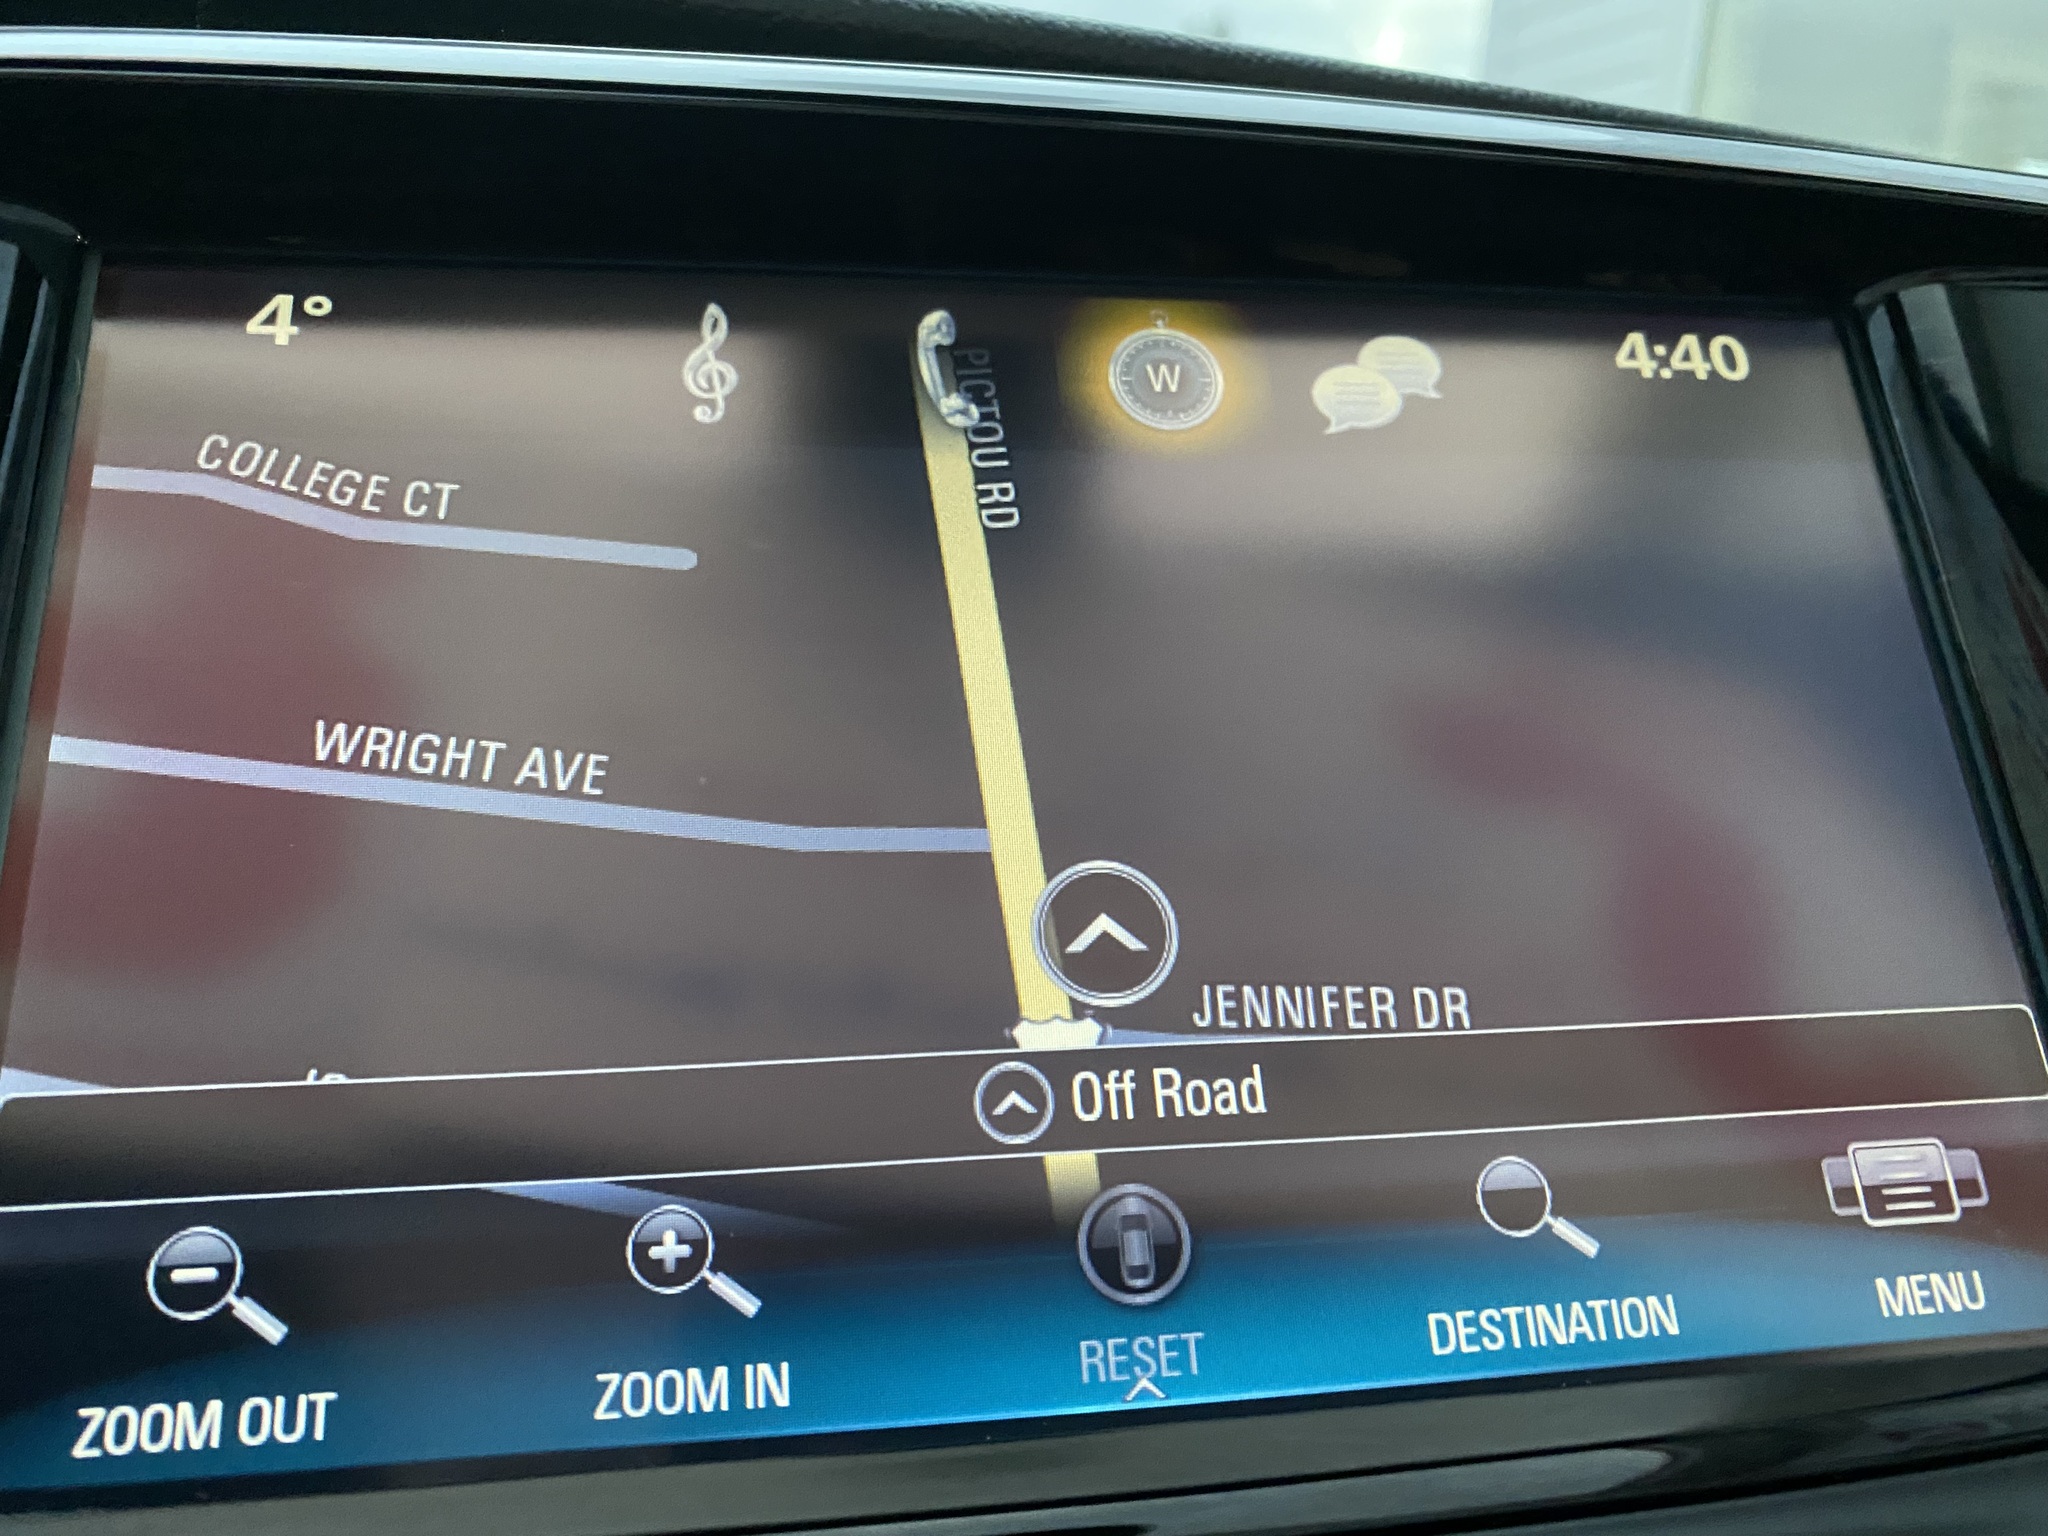 4°
W
4:40
PICTOU RD
COLLEGE CT
WRIGHT AVE
JENNIFER DR
Off Road
ZOOM OUT
ZOOM IN
RESET
DESTINATION
MENU